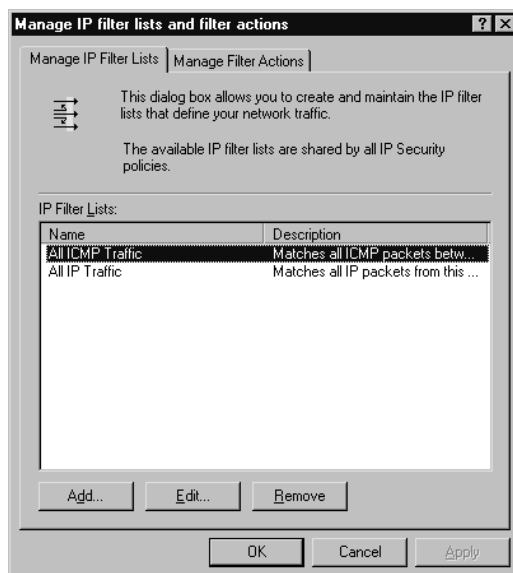 Manage IP filter lists and filter actions
Manage IP Filter Lists
Manage Filter Actions
This dialog box allows you to create and maintain the IP filter
lists that define your network traffic.
The available IP filter lists are shared by all IP Security
policies.
IP Filter Lists:
Name Description
All ICMP Traffic Matches all ICMP packets betw...
All IP Traffic Matches all IP packets from this ...
Add... Edit... Remove
OK Cancel Apply